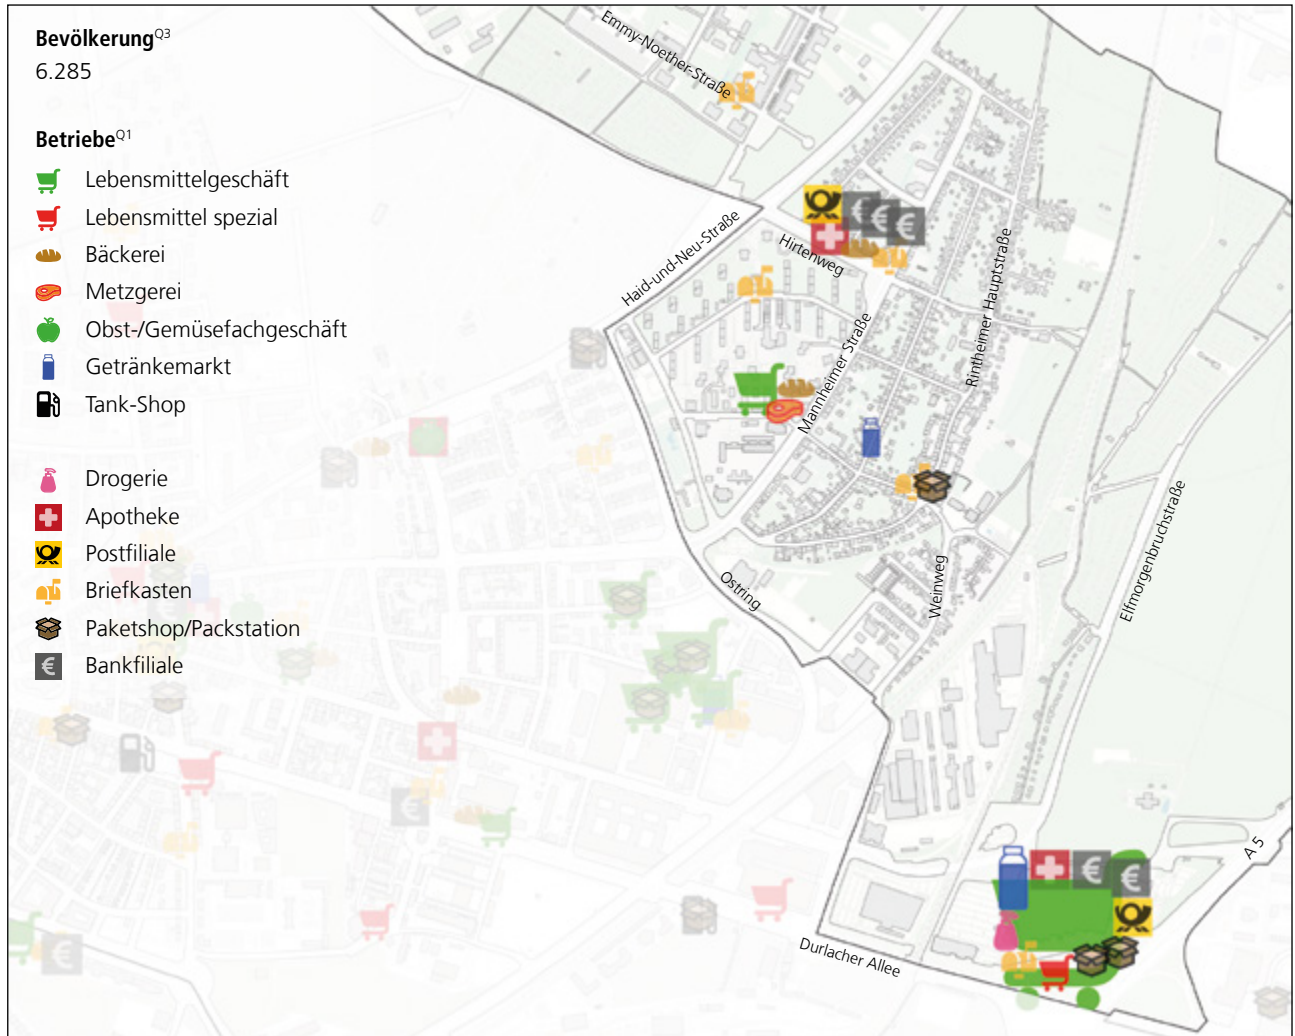 Bevölkerung^Q3
6.285
Betriebe^Q1
Lebensmittelgeschäft
Lebensmittel spezial
Bäckerei
Metzgerei
Obst-/Gemüsefachgeschäft
Getränkemarkt
Tank-Shop
Drogerie
Apotheke
Postfiliale
Briefkasten
Paketshop/Packstation
Bankfiliale
Emmy-Noether-Straße
Haid-und-Neu-Straße
Hirtenweg
Mannheimer Straße
Rintheimer Hauptstraße
Elfmorgenbruchstraße
Ostring
Weinweg
A 5
Durlacher Allee